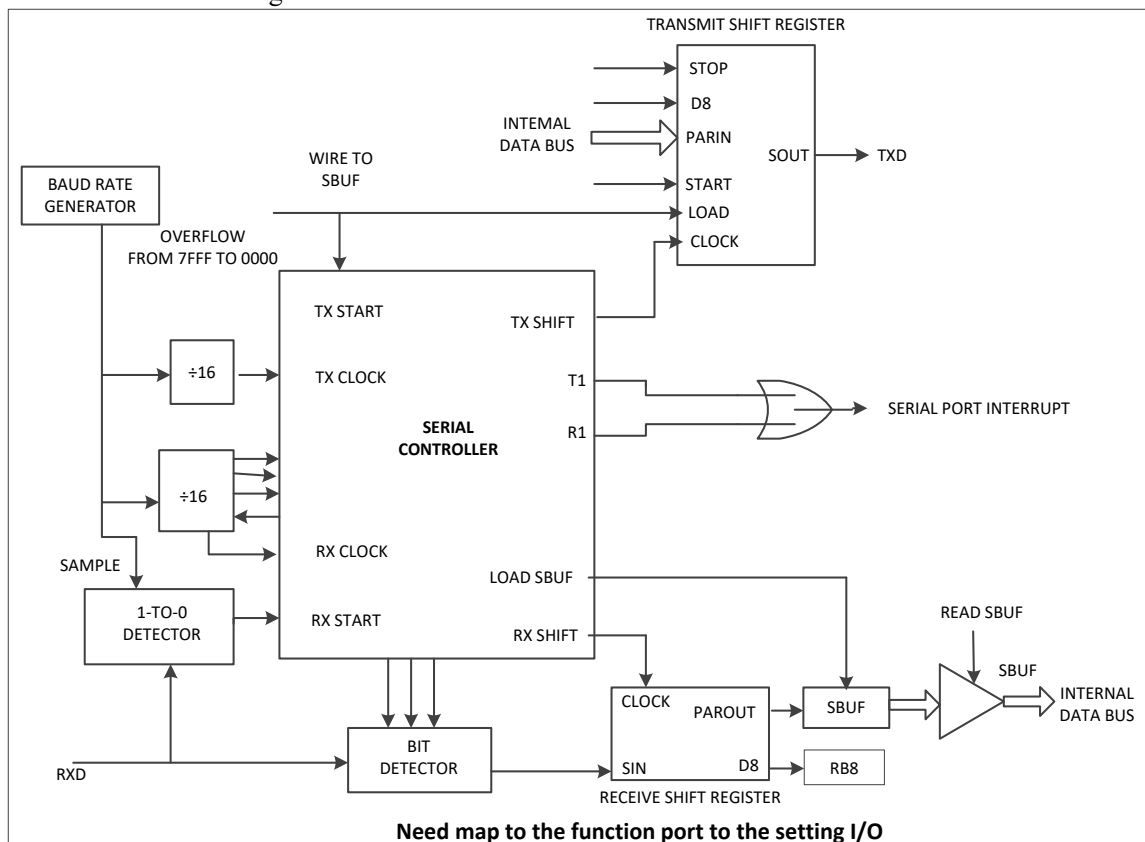 TRANSMIT SHIFT REGISTER
STOP
D8
INTEMAL
DATA BUS
PARIN
SOUT
TXD
START
LOAD
CLOCK
WIRE TO
SBUF
BAUD RATE
GENERATOR
OVERFLOW
FROM 7FFF TO 0000
TX START
TX SHIFT
÷16
TX CLOCK
T1
SERIAL
CONTROLLER
R1
SERIAL PORT INTERRUPT
÷16
RX CLOCK
SAMPLE
LOAD SBUF
1-TO-0
DETECTOR
RX START
RX SHIFT
READ SBUF
SBUF
CLOCK
PAROUT
SBUF
INTERNAL
DATA BUS
BIT
DETECTOR
RXD
SIN
D8
RB8
RECEIVE SHIFT REGISTER
Need map to the function port to the setting I/O